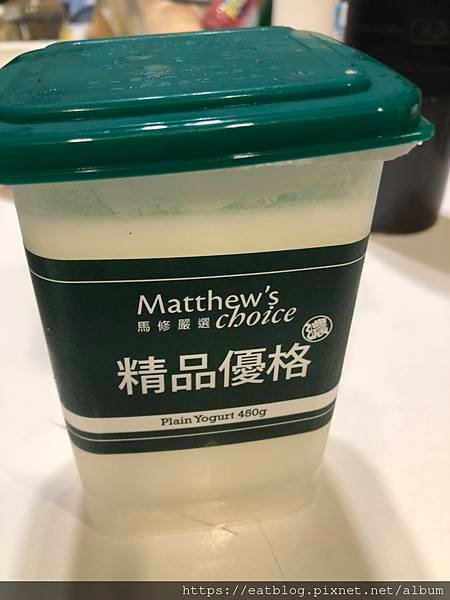 Matthew's
馬修嚴選 choice
濃
精品優格
Plain Yogurt 450g
https://eatblog.pixnet.net/album